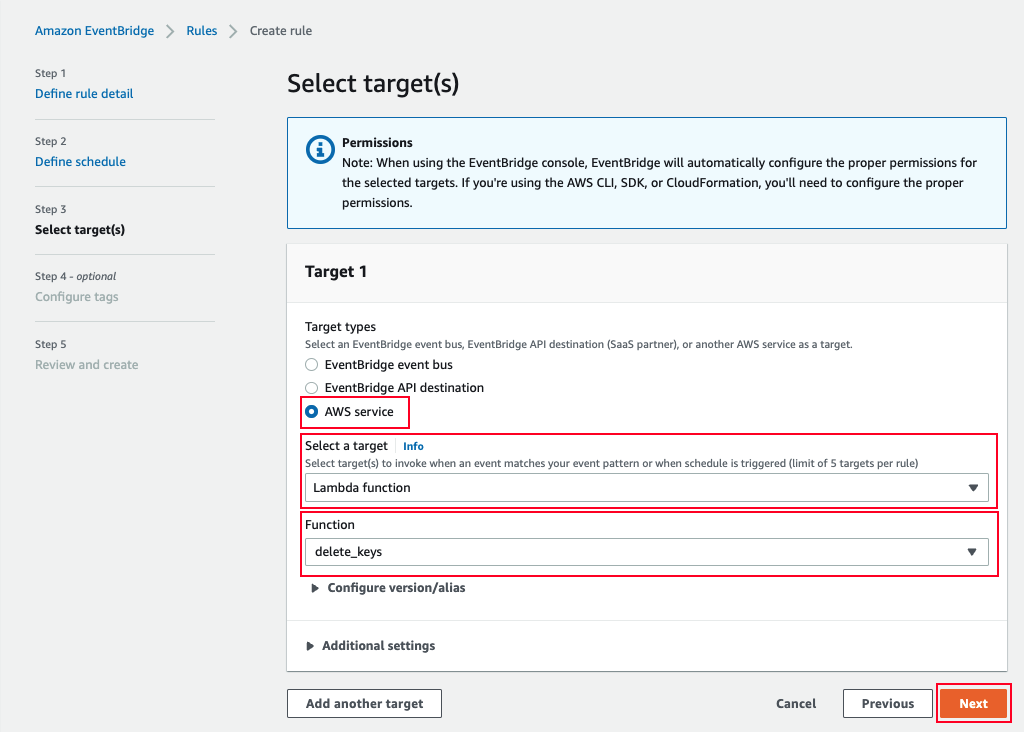 Amazon EventBridge > Rules > Create rule
Step 1
Define rule detail
Step 2
Define schedule
Step 3
Select target(s)
Step 4 - optional
Configure tags
Step 5
Review and create
Select target(s)
Permissions
Note: When using the EventBridge console, EventBridge will automatically configure the proper permissions for
the selected targets. If you're using the AWS CLI, SDK, or CloudFormation, you'll need to configure the proper
permissions.
Target 1
Target types
Select an EventBridge event bus, EventBridge API destination (SaaS partner), or another AWS service as a target.
EventBridge event bus
EventBridge API destination
AWS service
Select a target Info
Select target(s) to invoke when an event matches your event pattern or when schedule is triggered (limit of 5 targets per rule)
Lambda function
Function
delete_keys
Configure version/alias
Additional settings
Add another target Cancel Previous Next